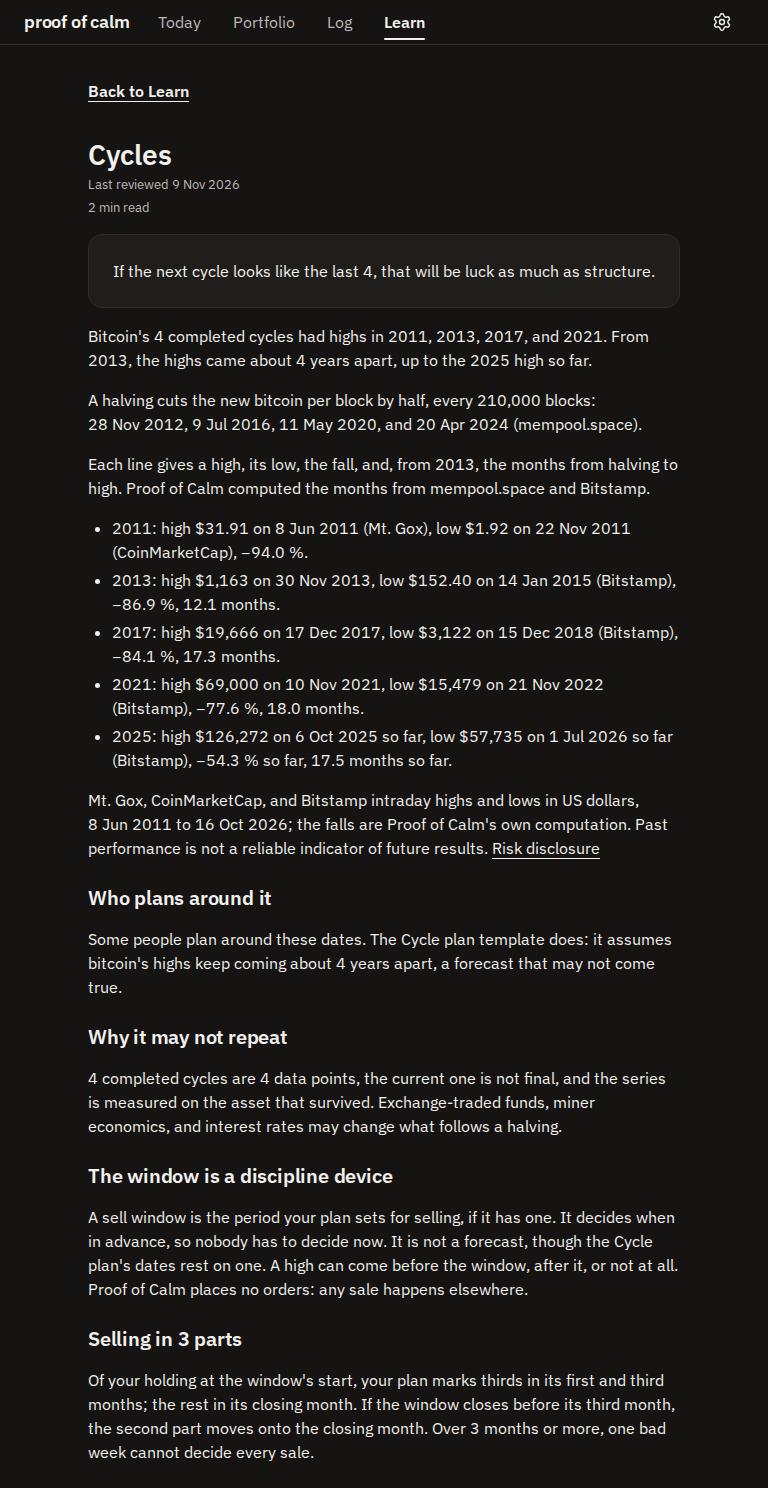 proof of calm
Today
Portfolio
Log
Learn
Back to Learn
Cycles
Last reviewed 9 Nov 2026
2 min read
If the next cycle looks like the last 4, that will be luck as much as structure.
Bitcoin's 4 completed cycles had highs in 2011, 2013, 2017, and 2021. From
2013, the highs came about 4 years apart, up to the 2025 high so far.
A halving cuts the new bitcoin per block by half, every 210,000 blocks:
28 Nov 2012, 9 Jul 2016, 11 May 2020, and 20 Apr 2024 (mempool.space).
Each line gives a high, its low, the fall, and, from 2013, the months from halving to
high. Proof of Calm computed the months from mempool.space and Bitstamp.
• 2011: high $31.91 on 8 Jun 2011 (Mt. Gox), low $1.92 on 22 Nov 2011
(CoinMarketCap), −94.0 %.
• 2013: high $1,163 on 30 Nov 2013, low $152.40 on 14 Jan 2015 (Bitstamp),
−86.9 %, 12.1 months.
• 2017: high $19,666 on 17 Dec 2017, low $3,122 on 15 Dec 2018 (Bitstamp),
−84.1 %, 17.3 months.
• 2021: high $69,000 on 10 Nov 2021, low $15,479 on 21 Nov 2022
(Bitstamp), −77.6 %, 18.0 months.
• 2025: high $126,272 on 6 Oct 2025 so far, low $57,735 on 1 Jul 2026 so far
(Bitstamp), −54.3 % so far, 17.5 months so far.
Mt. Gox, CoinMarketCap, and Bitstamp intraday highs and lows in US dollars,
8 Jun 2011 to 16 Oct 2026; the falls are Proof of Calm's own computation. Past
performance is not a reliable indicator of future results. Risk disclosure
Who plans around it
Some people plan around these dates. The Cycle plan template does: it assumes
bitcoin's highs keep coming about 4 years apart, a forecast that may not come
true.
Why it may not repeat
4 completed cycles are 4 data points, the current one is not final, and the series
is measured on the asset that survived. Exchange-traded funds, miner
economics, and interest rates may change what follows a halving.
The window is a discipline device
A sell window is the period your plan sets for selling, if it has one. It decides when
in advance, so nobody has to decide now. It is not a forecast, though the Cycle
plan's dates rest on one. A high can come before the window, after it, or not at all.
Proof of Calm places no orders: any sale happens elsewhere.
Selling in 3 parts
Of your holding at the window's start, your plan marks thirds in its first and third
months; the rest in its closing month. If the window closes before its third month,
the second part moves onto the closing month. Over 3 months or more, one bad
week cannot decide every sale.